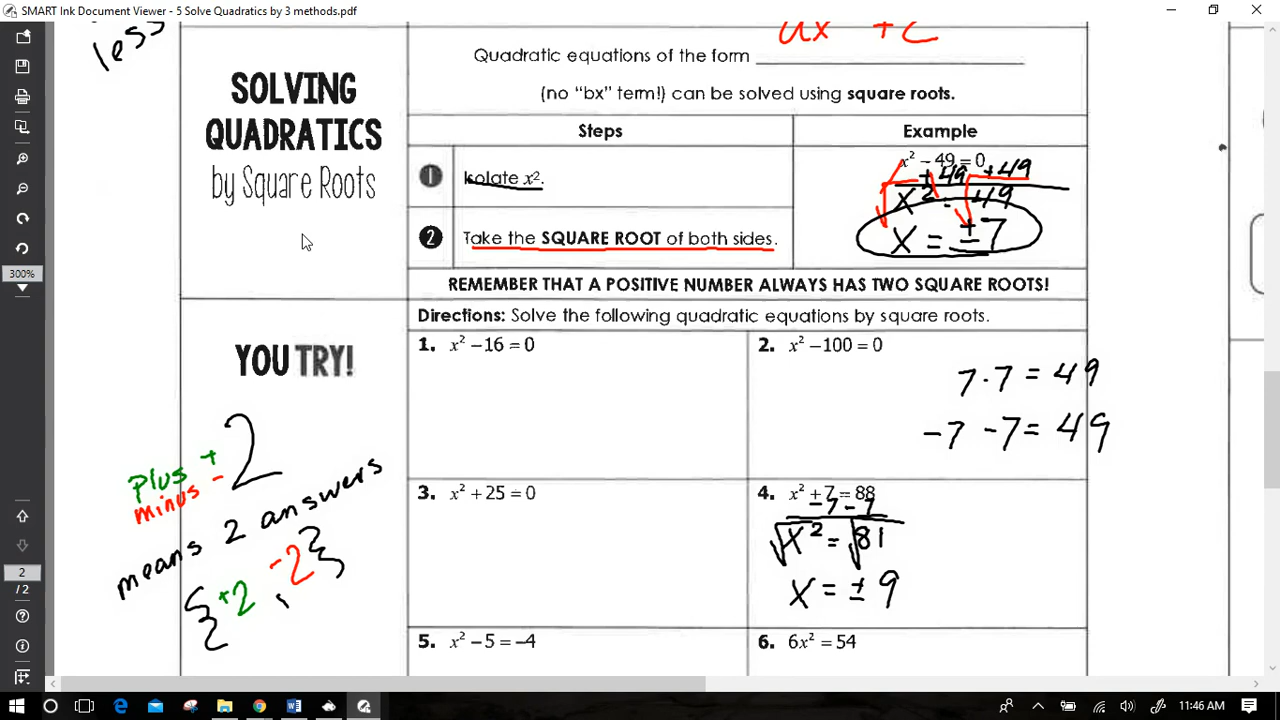 SMART Ink Document Viewer - 5 Solve Quadratics by 3 methods.pdf
less
ax + c
Quadratic equations of the form
(no "bx" term!) can be solved using square roots.
SOLVING
QUADRATICS
by Square Roots
Steps
Example
1 Isolate x².
x² - 49 = 0
+ 49 + 49
x² = 49
2 Take the SQUARE ROOT of both sides.
x = ± 7
REMEMBER THAT A POSITIVE NUMBER ALWAYS HAS TWO SQUARE ROOTS!
Directions: Solve the following quadratic equations by square roots.
YOU TRY!
1. x² - 16 = 0
2. x² - 100 = 0
7 · 7 = 49
-7 -7 = 49
plus + 2
minus -
means 2 answers
{+2, -2}
3. x² + 25 = 0
4. x² + 7 = 88
-7 -7
√x² = √81
x = ± 9
5. x² - 5 = -4
6. 6x² = 54
300%
2
/ 2
11:46 AM